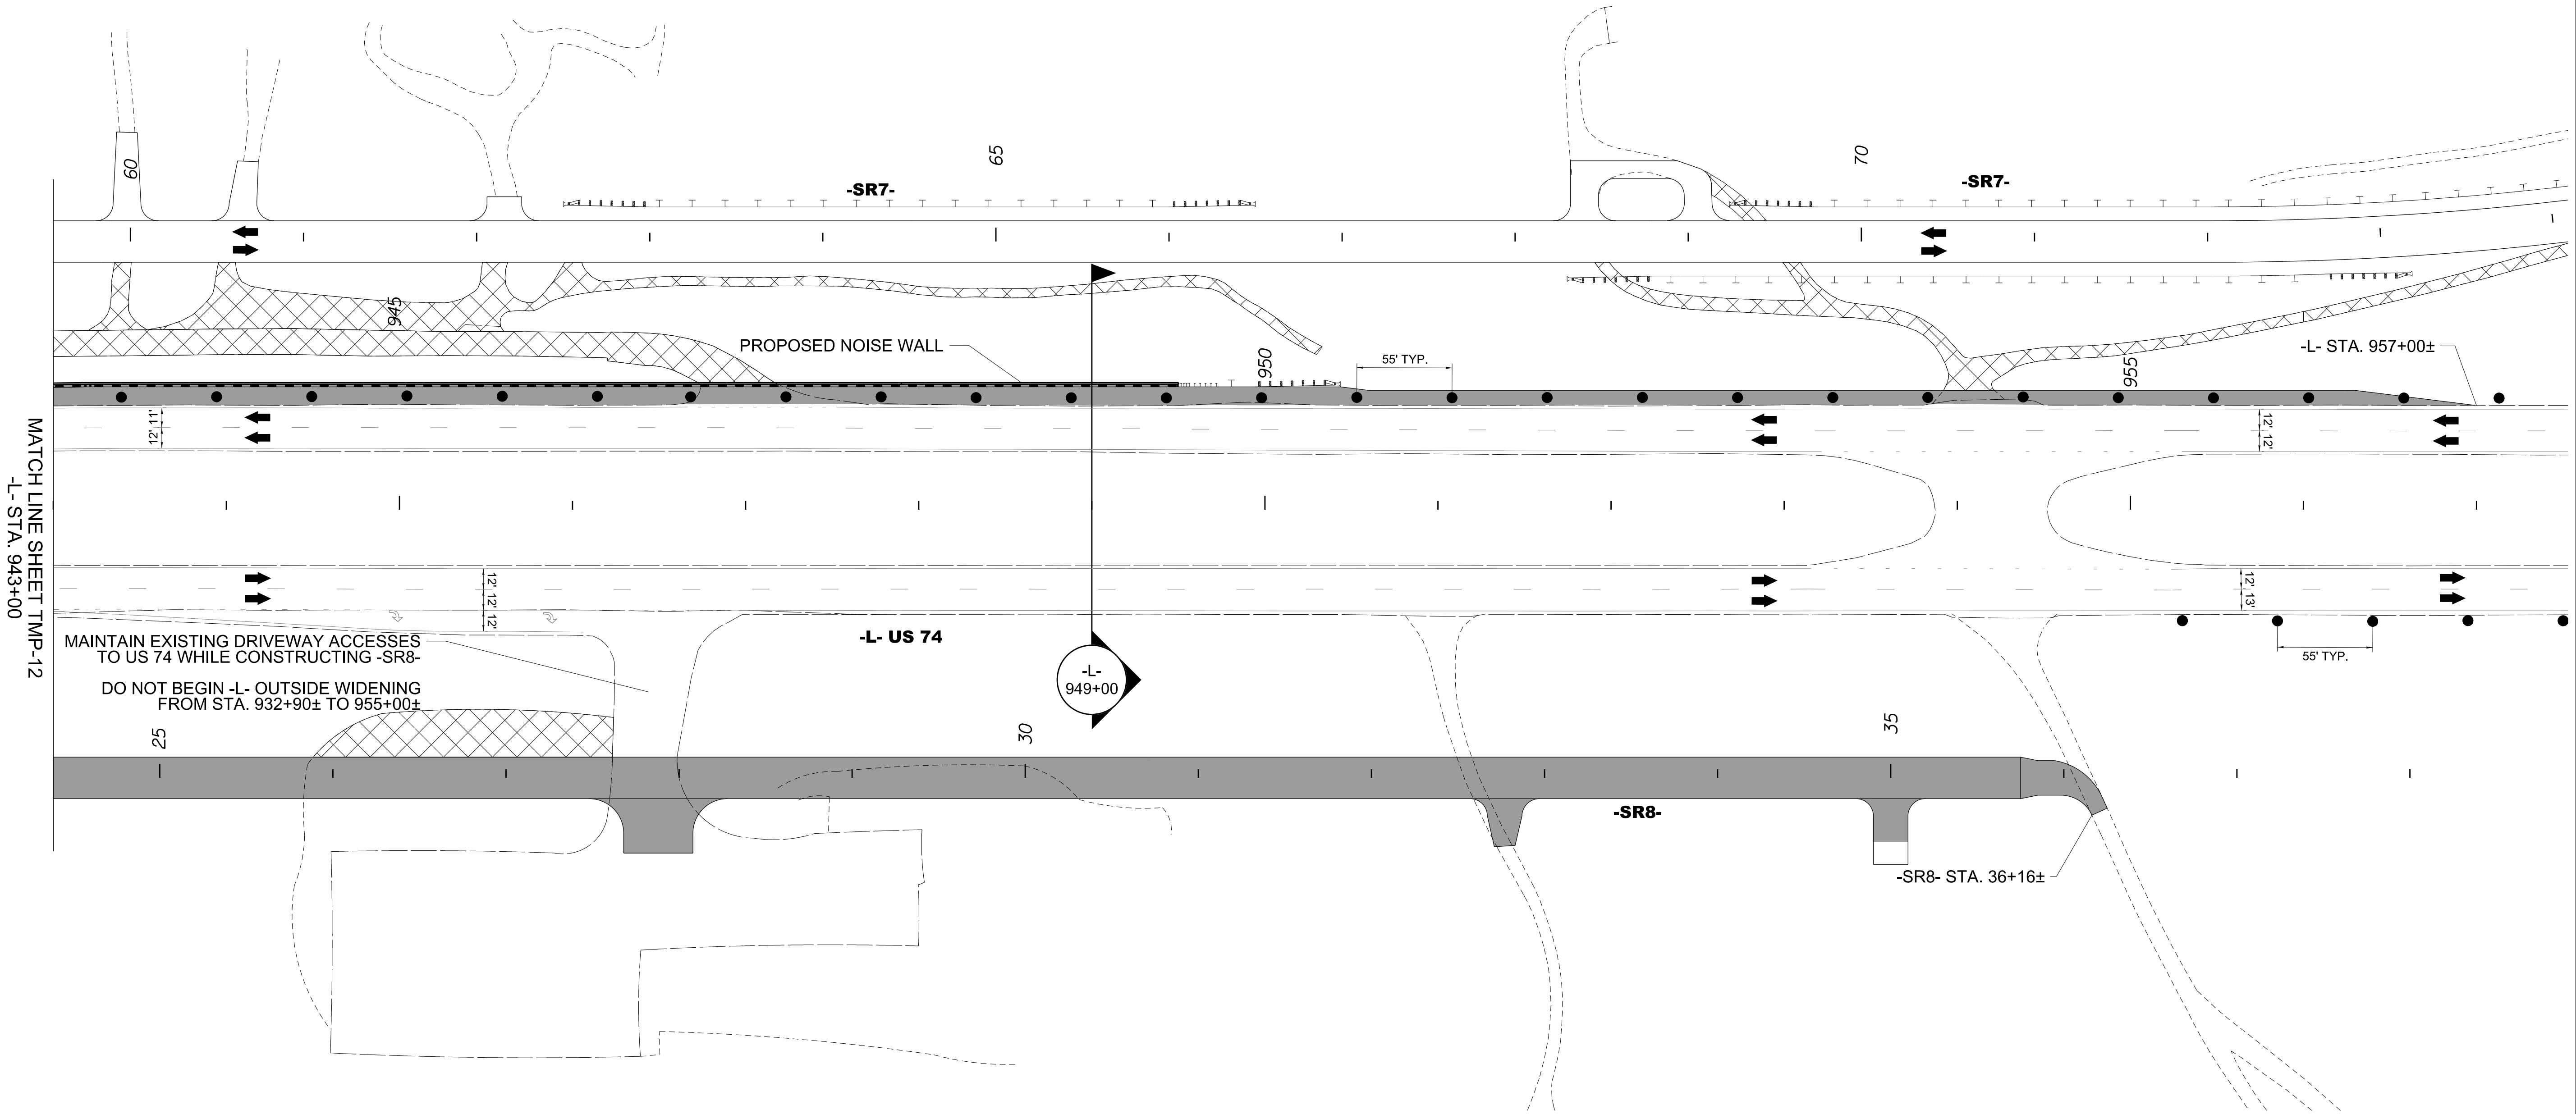 60
65
70
-SR7-
-SR7-
945
950
955
PROPOSED NOISE WALL
55' TYP.
-L- STA. 957+00±
12' 11'
12'
12'
MATCH LINE SHEET TMP-12
-L- STA. 943+00
12'
12'
12'
12'
13'
MAINTAIN EXISTING DRIVEWAY ACCESSES
TO US 74 WHILE CONSTRUCTING -SR8-
DO NOT BEGIN -L- OUTSIDE WIDENING
FROM STA. 932+90± TO 955+00±
-L- US 74
-L-
949+00
55' TYP.
25
30
35
-SR8-
-SR8- STA. 36+16±